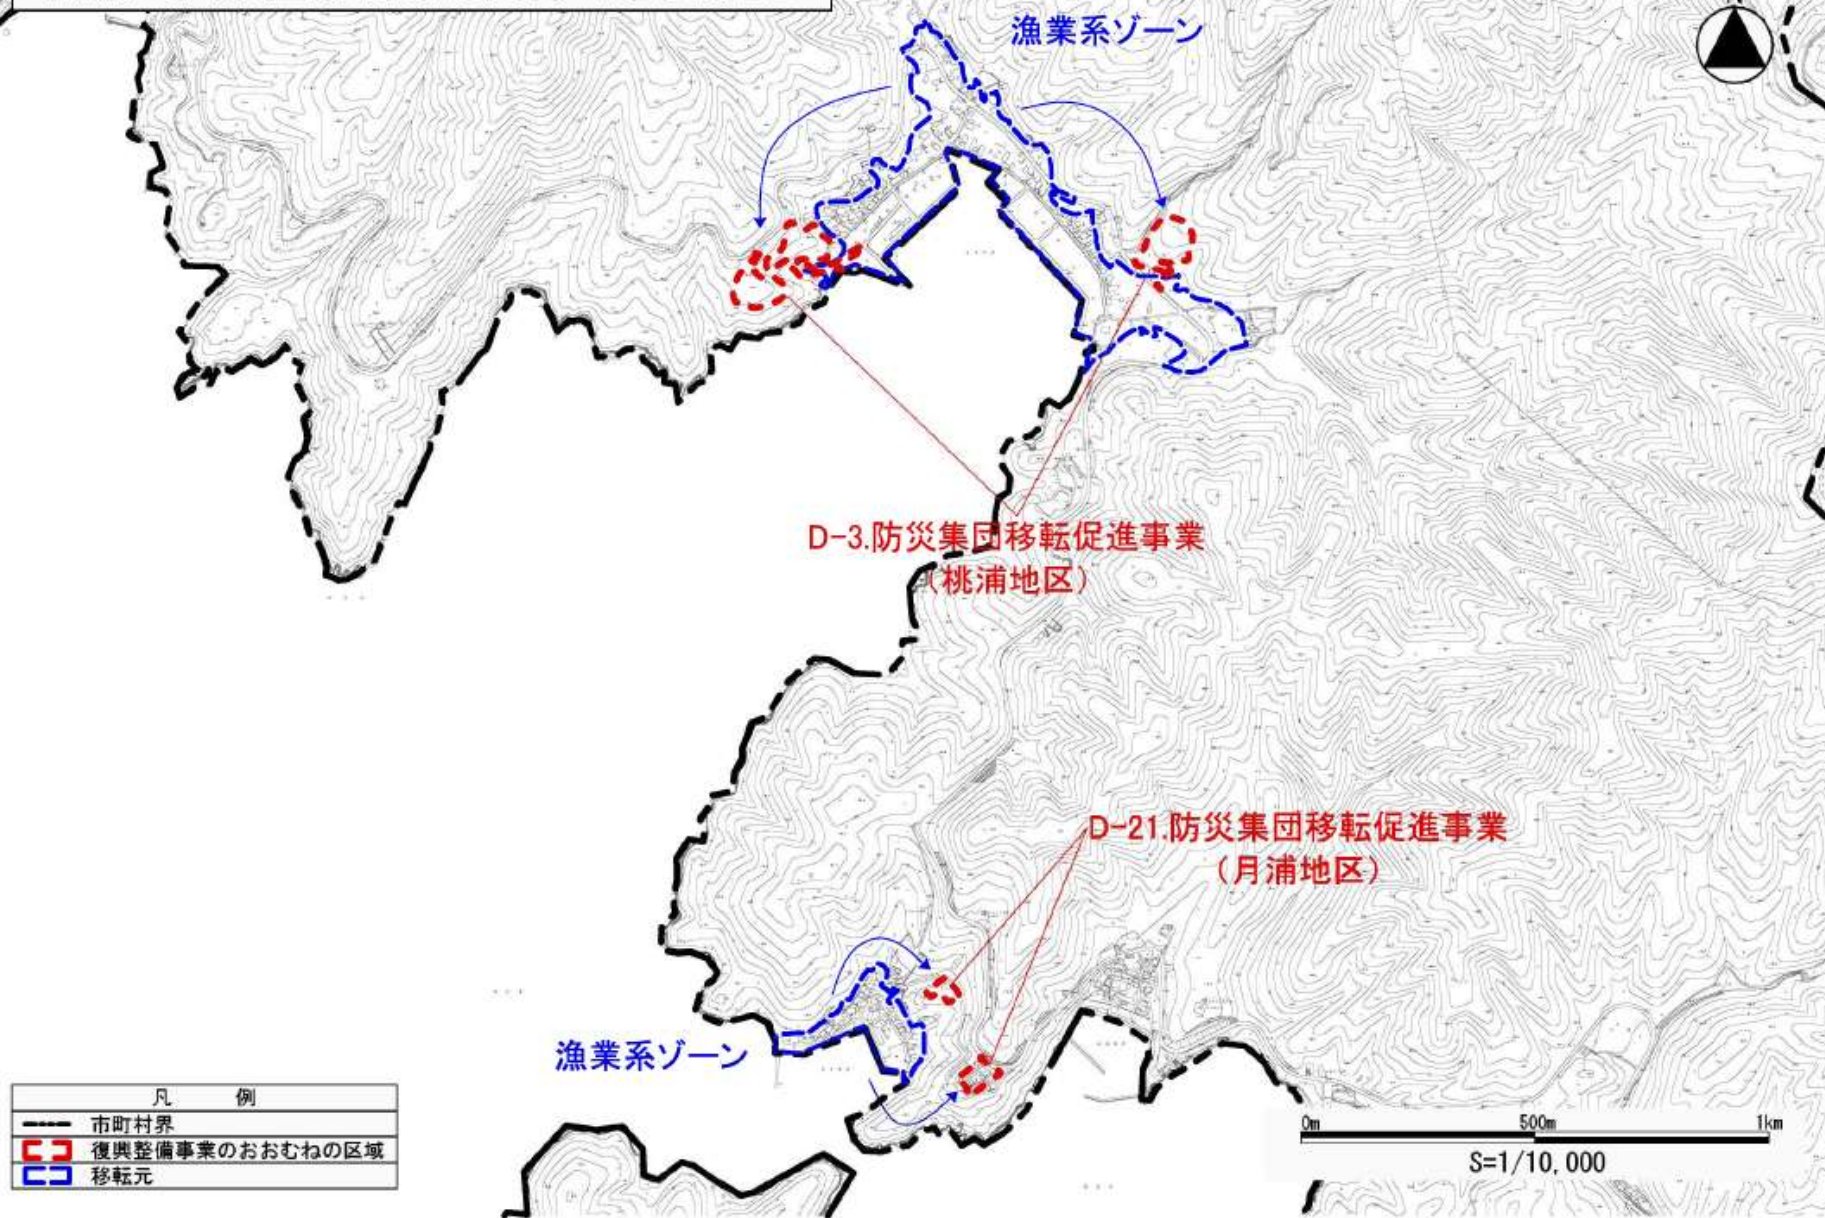 漁業系ゾーン
D-3.防災集団移転促進事業
（桃浦地区）
D-21.防災集団移転促進事業
（月浦地区）
漁業系ゾーン
凡　例
市町村界
復興整備事業のおおむねの区域
移転元
0m 500m 1km
S=1/10,000